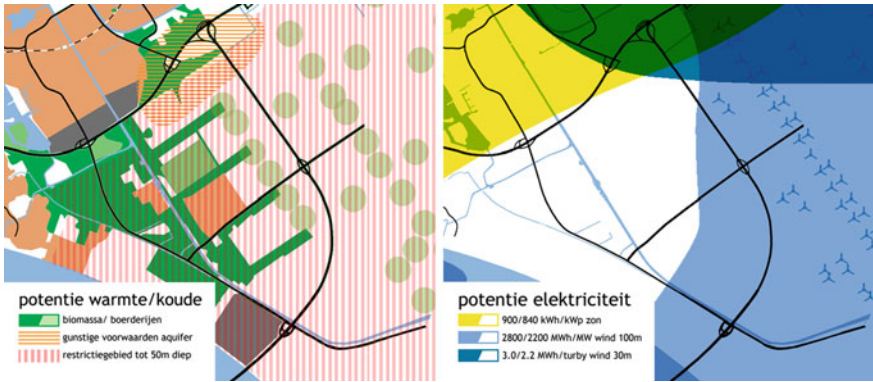 potentie warmte/koude
biomassa/ boerderijen
gunstige voorwaarden aquifer
restrictiegebied tot 50m diep
potentie elektriciteit
900/840 kWh/kWp zon
2800/2200 MWh/MW wind 100m
3.0/2.2 MWh/turby wind 30m